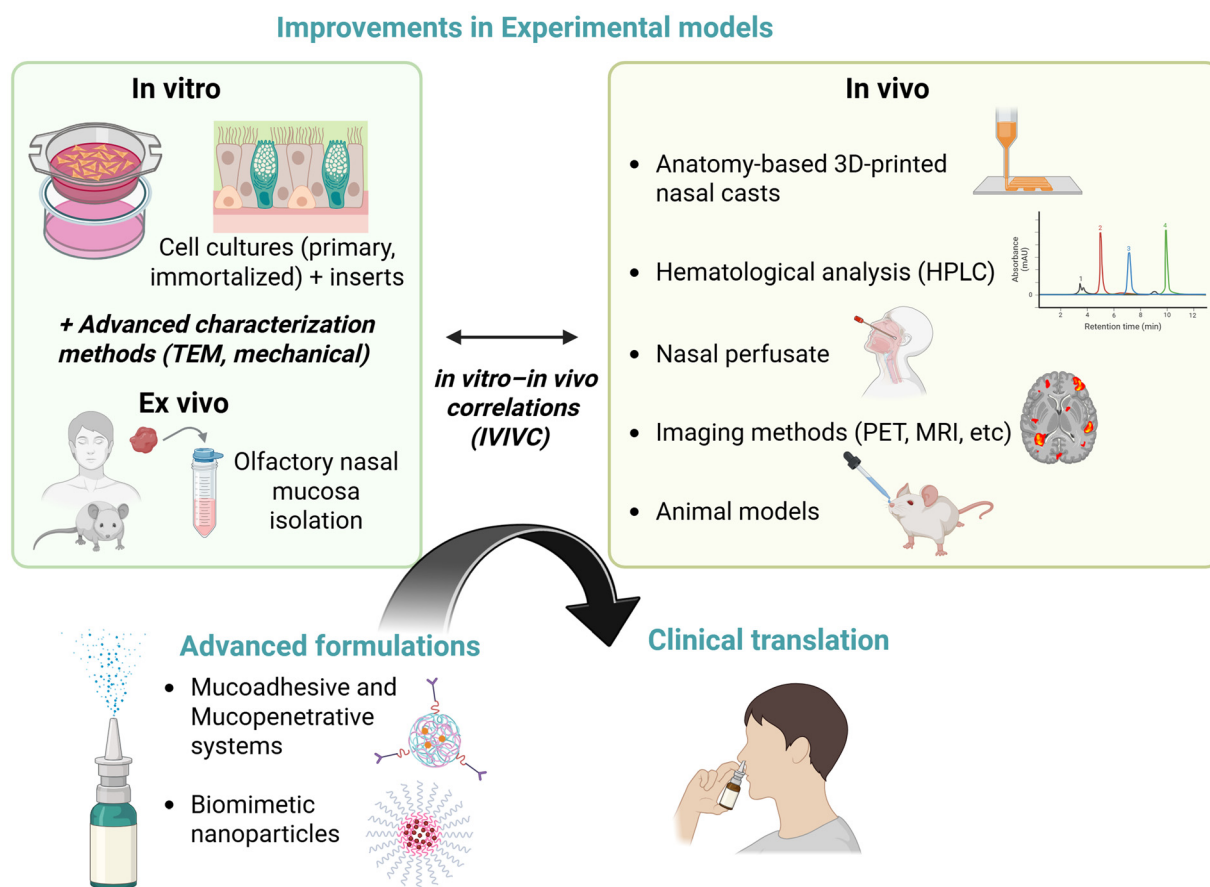 Improvements in Experimental models
In vitro
Cell cultures (primary,
immortalized) + inserts
+ Advanced characterization
methods (TEM, mechanical)
Ex vivo
Olfactory nasal
mucosa
isolation
in vitro–in vivo
correlations
(IVIVC)
In vivo
• Anatomy-based 3D-printed
nasal casts
• Hematological analysis (HPLC)
Absorbance
(mAU)
0
1
2
3
4
2 4 6 8 10 12
Retention time (min)
• Nasal perfusate
• Imaging methods (PET, MRI, etc)
• Animal models
Advanced formulations
• Mucoadhesive and
Mucopenetrative
systems
• Biomimetic
nanoparticles
Clinical translation